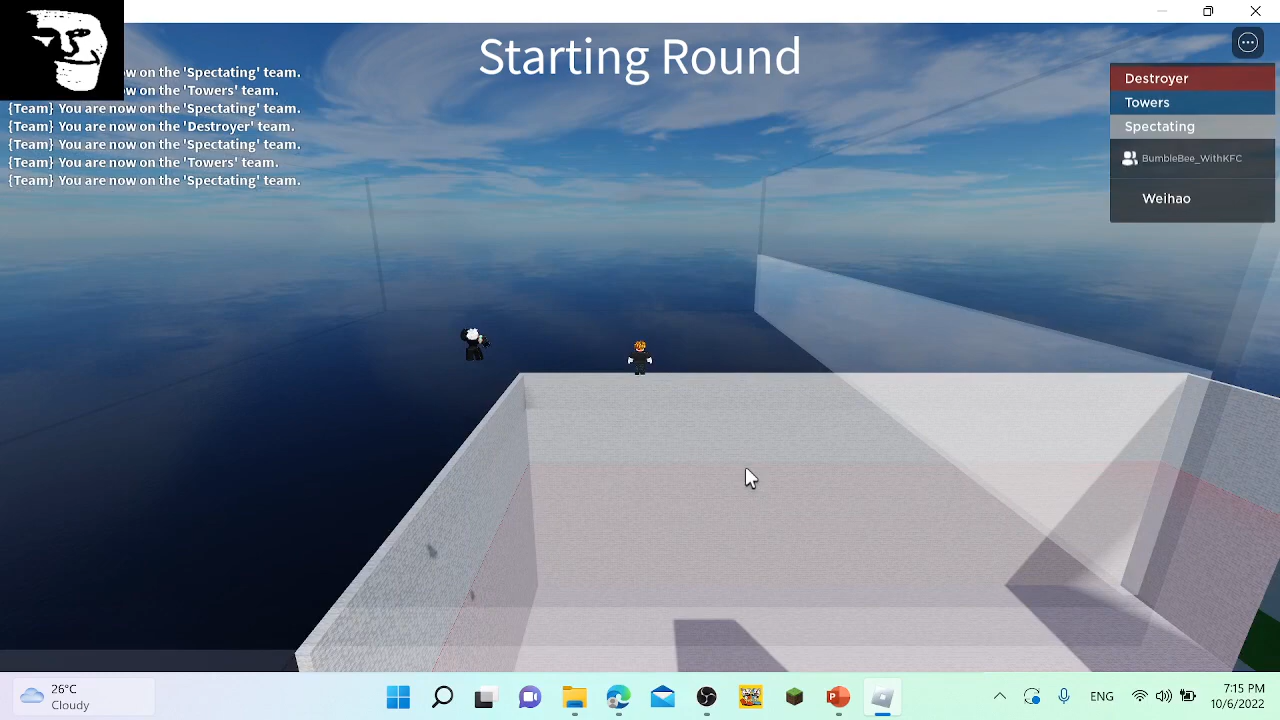 Starting Round
now on the 'Spectating' team.
now on the 'Towers' team.
{Team} You are now on the 'Spectating' team.
{Team} You are now on the 'Destroyer' team.
{Team} You are now on the 'Spectating' team.
{Team} You are now on the 'Towers' team.
{Team} You are now on the 'Spectating' team.
Destroyer
Towers
Spectating
BumbleBee_WithKFC
Weihao
26°C
Cloudy
ENG
7:15 PM
10/6/2022